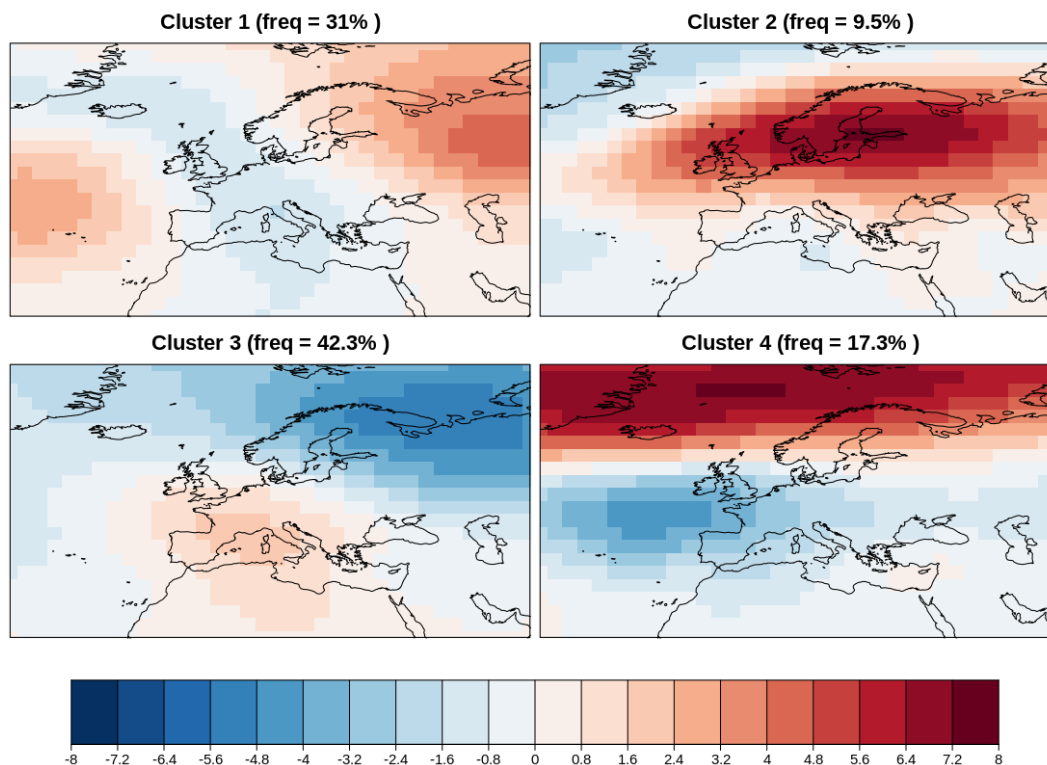 Cluster 1 (freq = 31% )
Cluster 2 (freq = 9.5% )
Cluster 3 (freq = 42.3% )
Cluster 4 (freq = 17.3% )
-8 -7.2 -6.4 -5.6 -4.8 -4 -3.2 -2.4 -1.6 -0.8 0 0.8 1.6 2.4 3.2 4 4.8 5.6 6.4 7.2 8